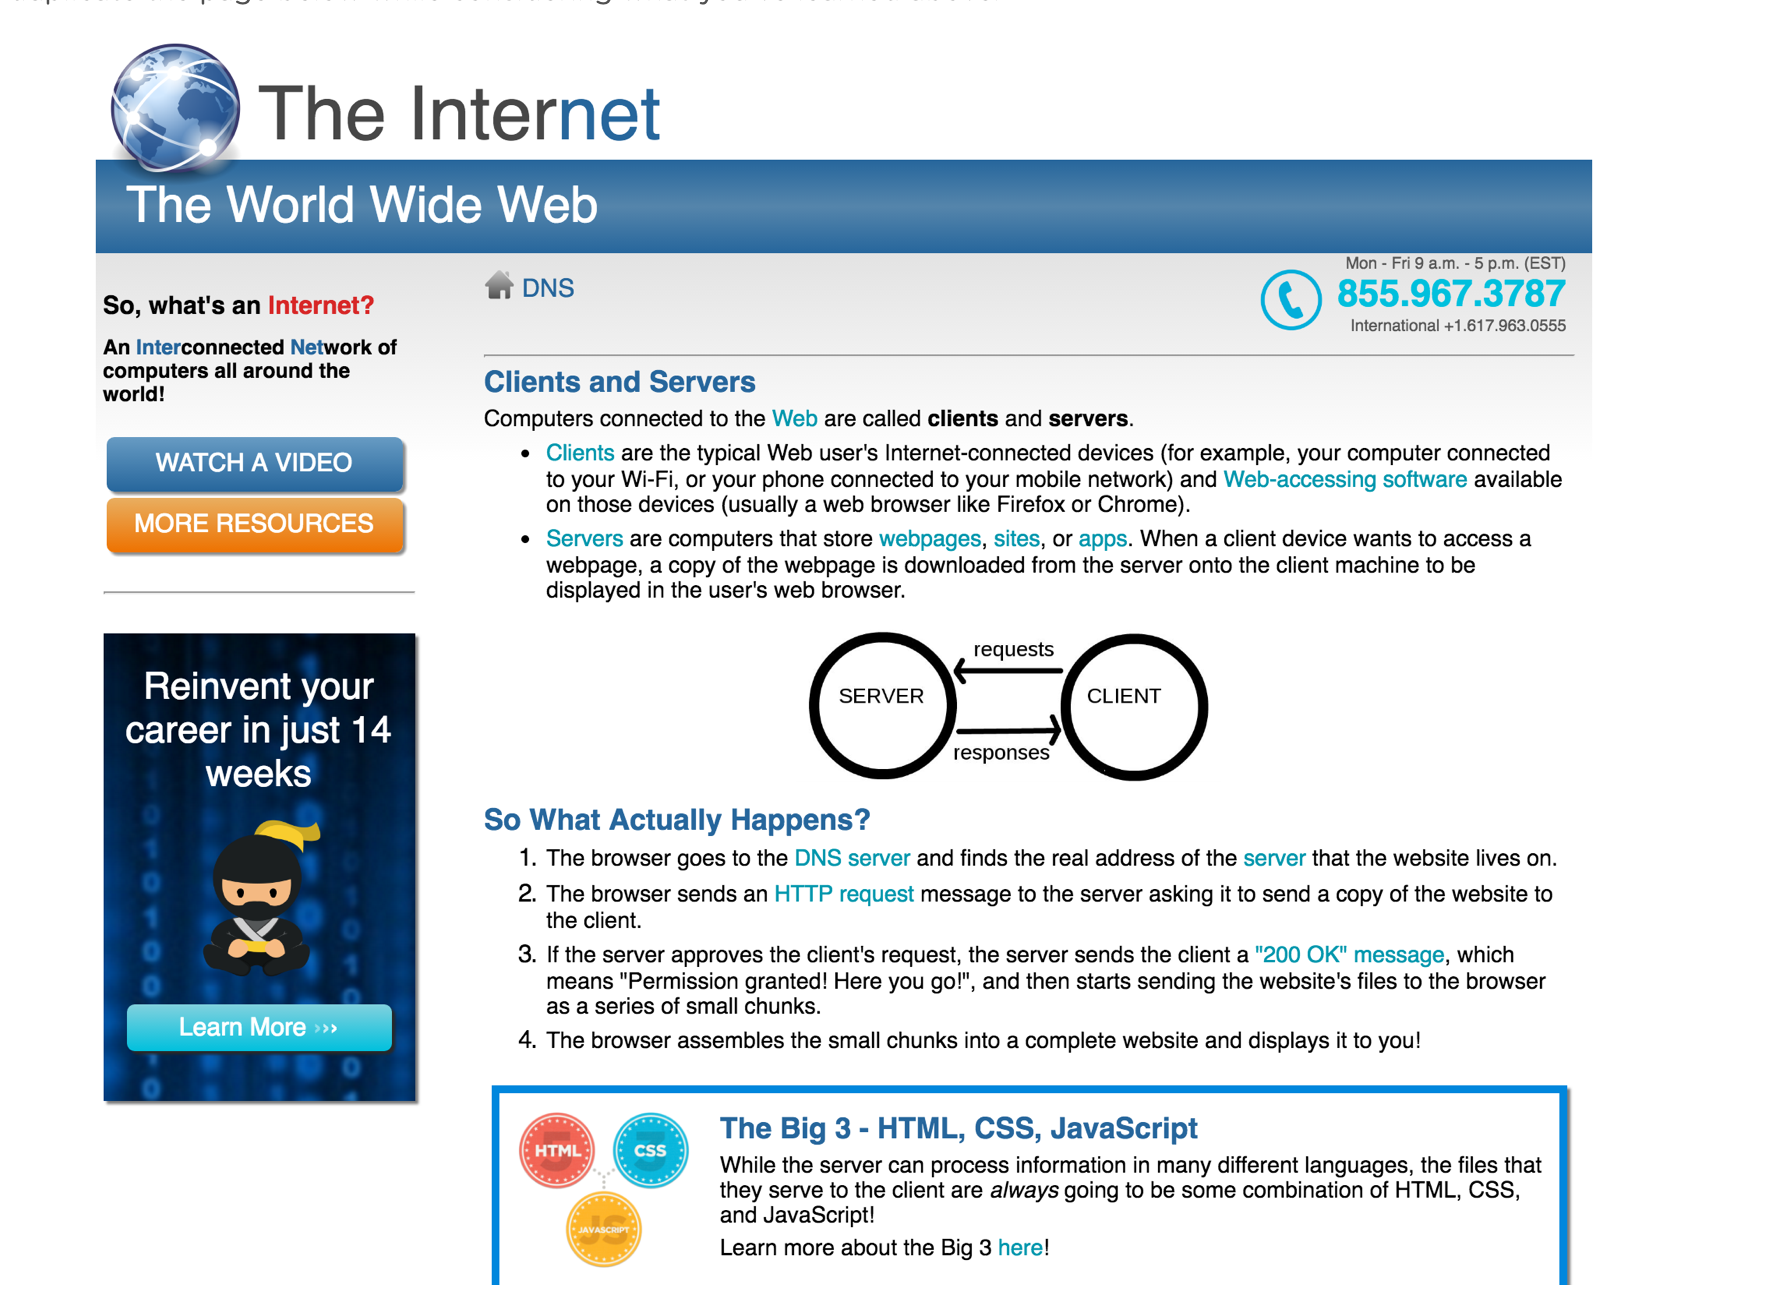 The Internet
The World Wide Web
So, what's an Internet?
An Interconnected Network of
computers all around the
world!
WATCH A VIDEO
MORE RESOURCES
Reinvent your
career in just 14
weeks
Learn More ›››
DNS
Mon - Fri 9 a.m. - 5 p.m. (EST)
855.967.3787
International +1.617.963.0555
Clients and Servers
Computers connected to the Web are called clients and servers.
• Clients are the typical Web user's Internet-connected devices (for example, your computer connected
to your Wi-Fi, or your phone connected to your mobile network) and Web-accessing software available
on those devices (usually a web browser like Firefox or Chrome).
• Servers are computers that store webpages, sites, or apps. When a client device wants to access a
webpage, a copy of the webpage is downloaded from the server onto the client machine to be
displayed in the user's web browser.
requests
SERVER
CLIENT
responses
So What Actually Happens?
1. The browser goes to the DNS server and finds the real address of the server that the website lives on.
2. The browser sends an HTTP request message to the server asking it to send a copy of the website to
the client.
3. If the server approves the client's request, the server sends the client a "200 OK" message, which
means "Permission granted! Here you go!", and then starts sending the website's files to the browser
as a series of small chunks.
4. The browser assembles the small chunks into a complete website and displays it to you!
HTML
CSS
JAVASCRIPT
The Big 3 - HTML, CSS, JavaScript
While the server can process information in many different languages, the files that
they serve to the client are always going to be some combination of HTML, CSS,
and JavaScript!
Learn more about the Big 3 here!